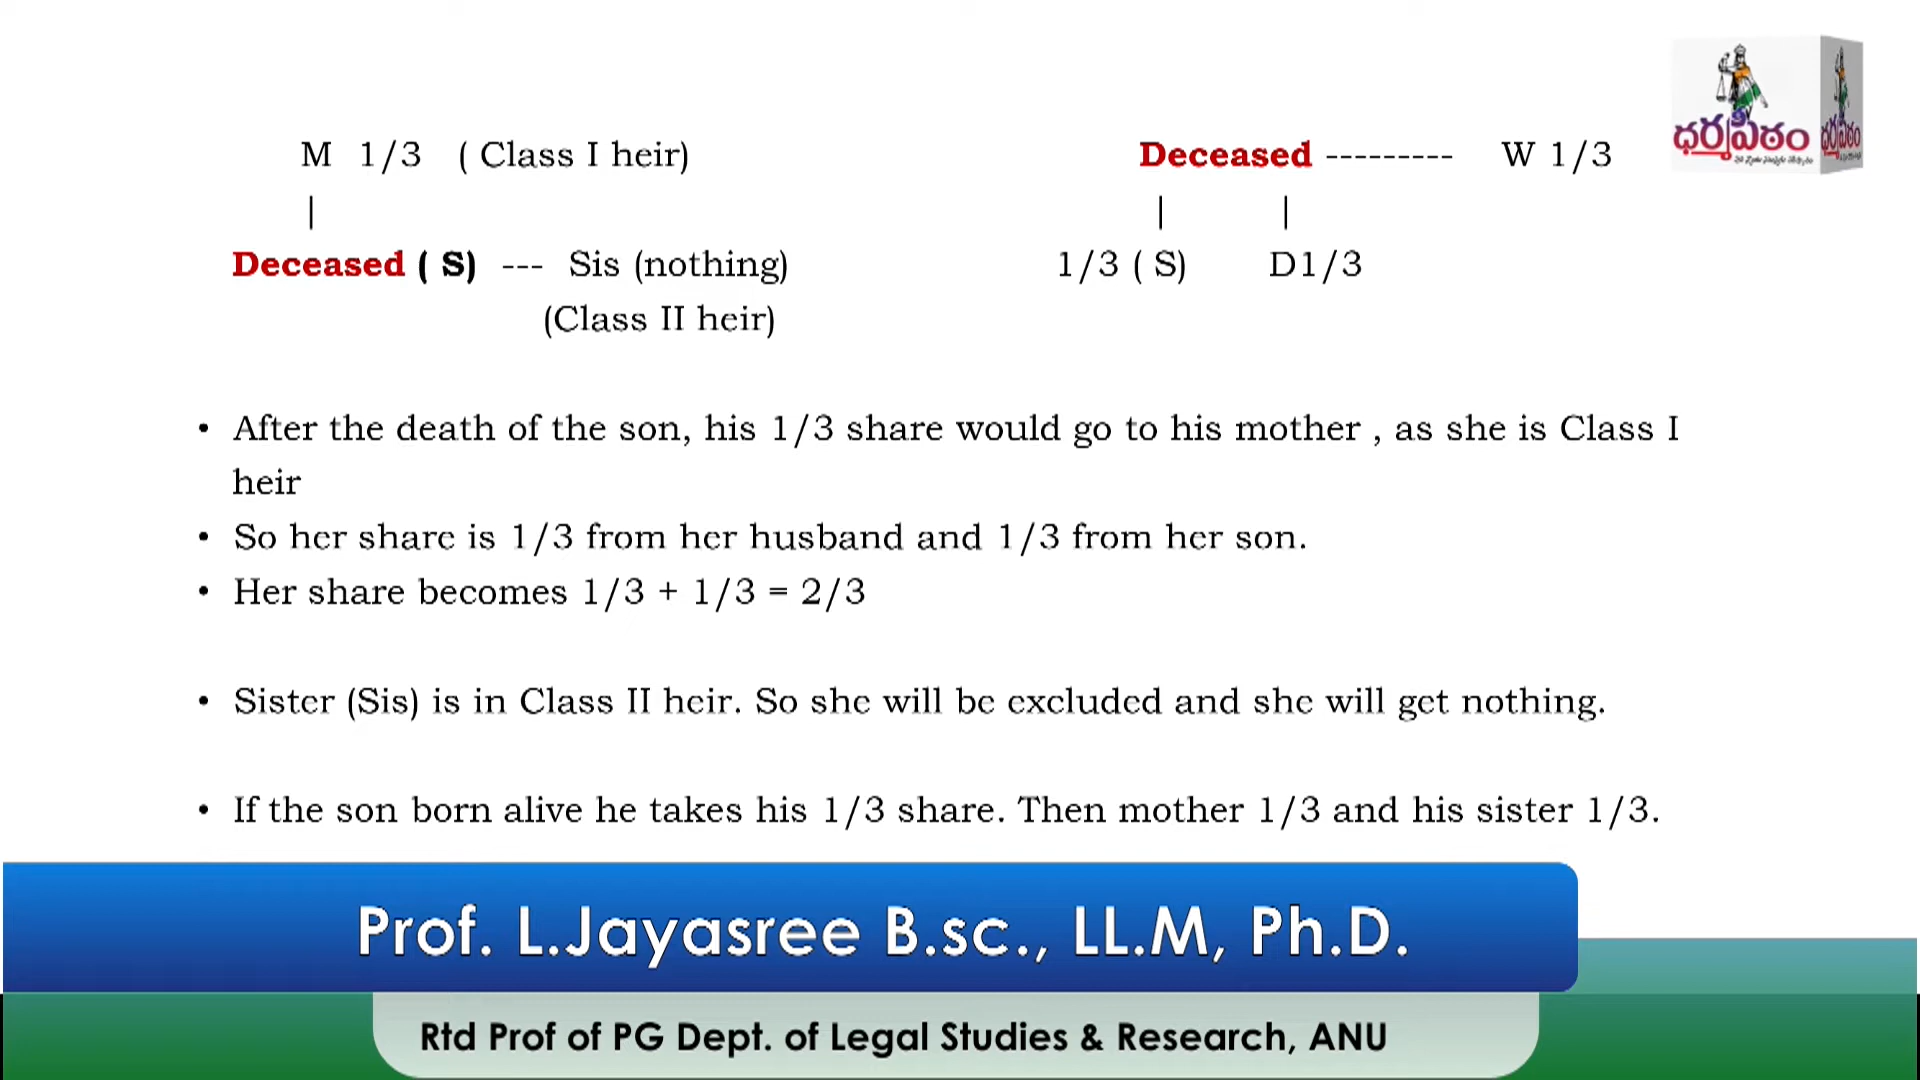 M 1/3 ( Class I heir)
|
Deceased ( S) --- Sis (nothing)
(Class II heir)
Deceased --------- W 1/3
| |
1/3 ( S) D1/3
ధర్మపీఠం
ధర్మపీఠం
• After the death of the son, his 1/3 share would go to his mother , as she is Class I
heir
• So her share is 1/3 from her husband and 1/3 from her son.
• Her share becomes 1/3 + 1/3 = 2/3
• Sister (Sis) is in Class II heir. So she will be excluded and she will get nothing.
• If the son born alive he takes his 1/3 share. Then mother 1/3 and his sister 1/3.
Prof. L.Jayasree B.sc., LL.M, Ph.D.
Rtd Prof of PG Dept. of Legal Studies & Research, ANU